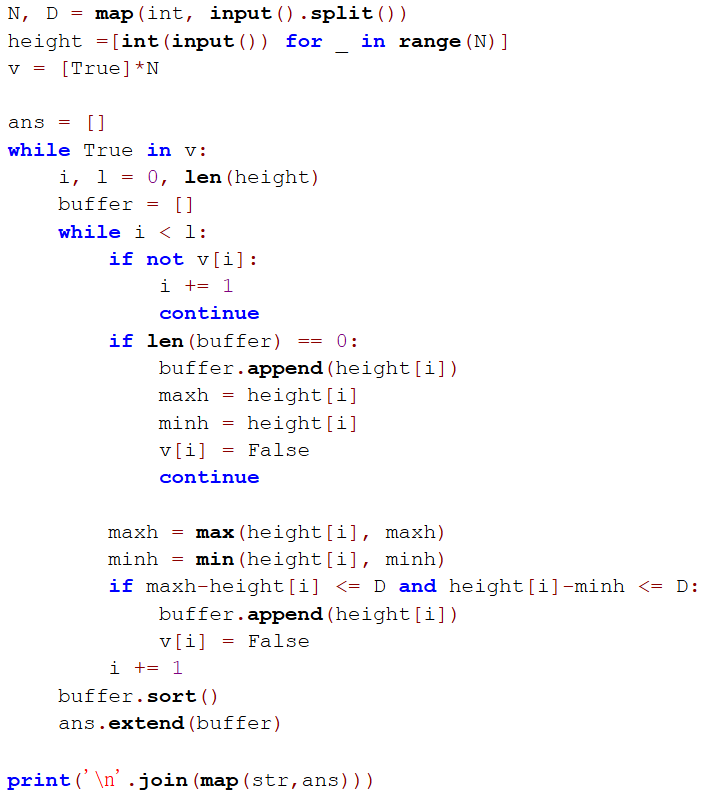 N, D = map(int, input().split())
height =[int(input()) for _ in range(N)]
v = [True]*N

ans = []
while True in v:
    i, l = 0, len(height)
    buffer = []
    while i < l:
        if not v[i]:
            i += 1
            continue
        if len(buffer) == 0:
            buffer.append(height[i])
            maxh = height[i]
            minh = height[i]
            v[i] = False
            continue

        maxh = max(height[i], maxh)
        minh = min(height[i], minh)
        if maxh-height[i] <= D and height[i]-minh <= D:
            buffer.append(height[i])
            v[i] = False
        i += 1
    buffer.sort()
    ans.extend(buffer)

print('\n'.join(map(str,ans)))